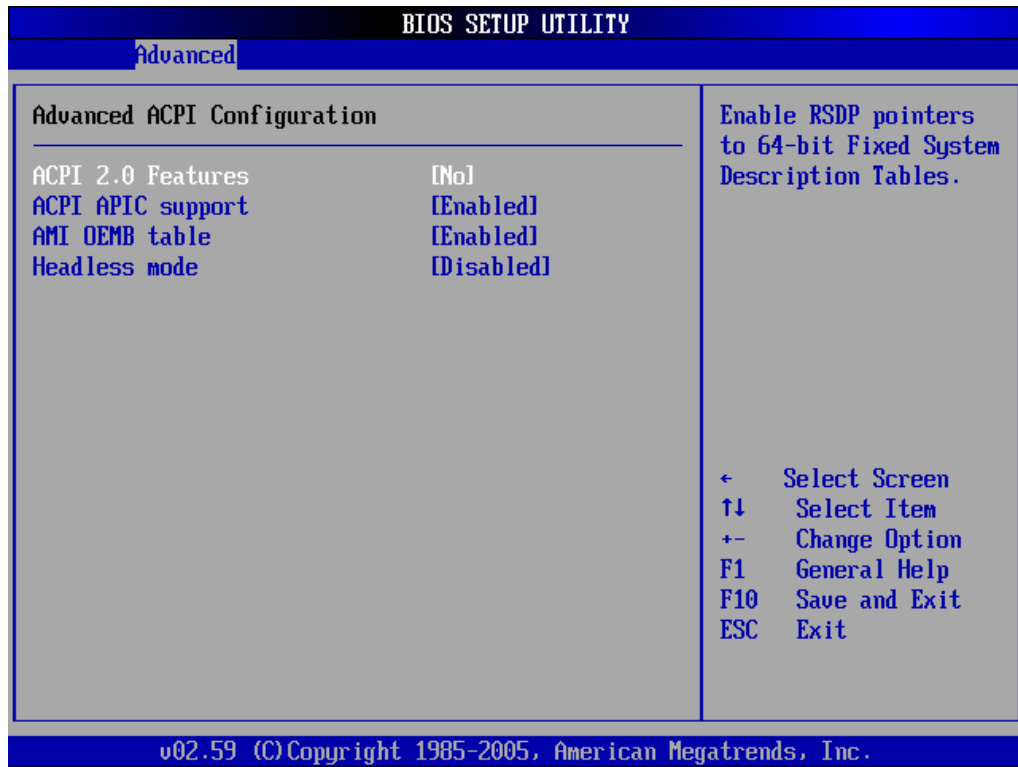 BIOS SETUP UTILITY
Advanced
Advanced ACPI Configuration
ACPI 2.0 Features [No]
ACPI APIC support [Enabled]
AMI OEMB table [Enabled]
Headless mode [Disabled]
Enable RSDP pointers
to 64-bit Fixed System
Description Tables.
← Select Screen
↑↓ Select Item
+- Change Option
F1 General Help
F10 Save and Exit
ESC Exit
v02.59 (C)Copyright 1985-2005, American Megatrends, Inc.